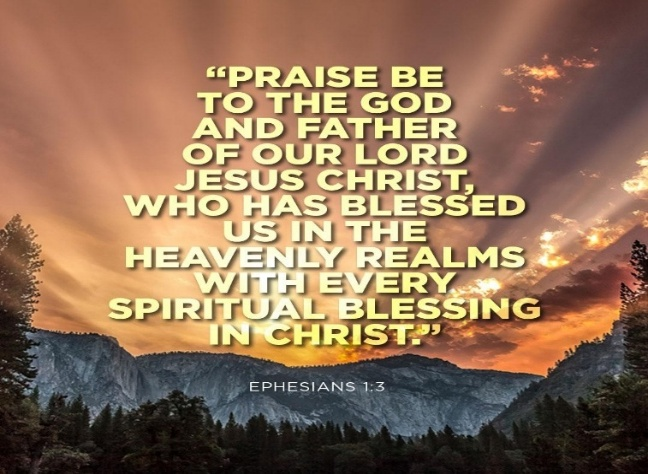 “PRAISE BE
TO THE GOD
AND FATHER
OF OUR LORD
JESUS CHRIST,
WHO HAS BLESSED
US IN THE
HEAVENLY REALMS
WITH EVERY
SPIRITUAL BLESSING
IN CHRIST.”
EPHESIANS 1:3